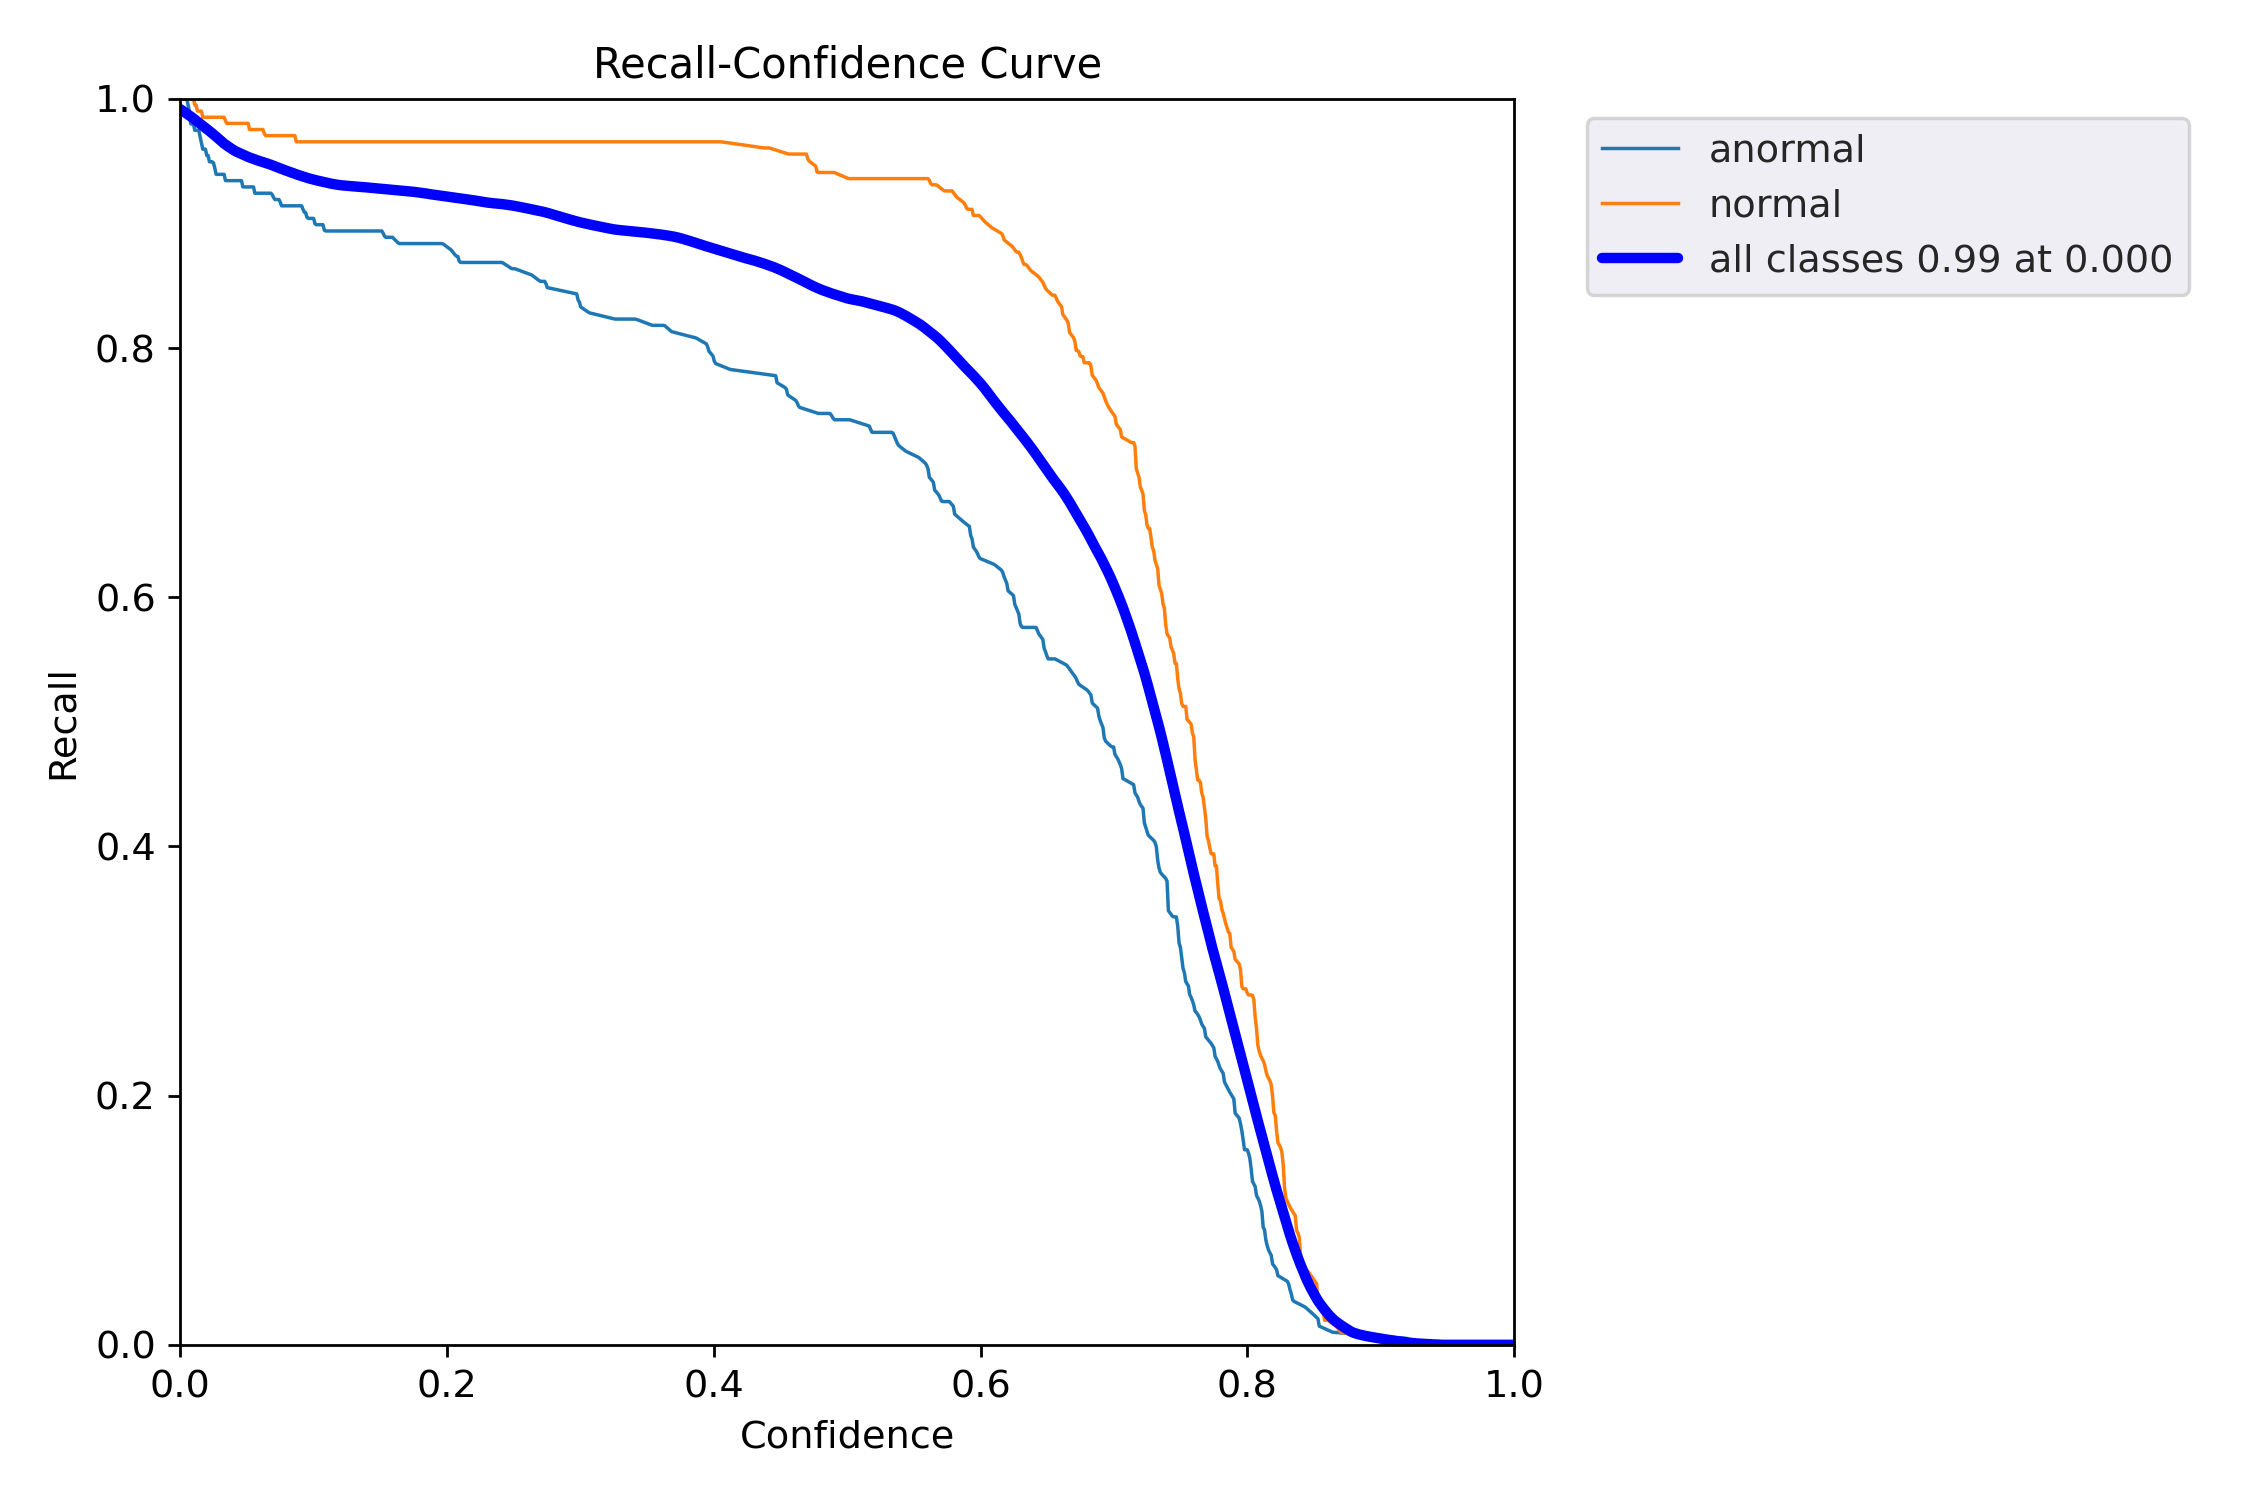 Recall-Confidence Curve
anormal
normal
all classes 0.99 at 0.000
1.0
0.8
0.6
0.4
0.2
0.0
Recall
0.0 0.2 0.4 0.6 0.8 1.0
Confidence